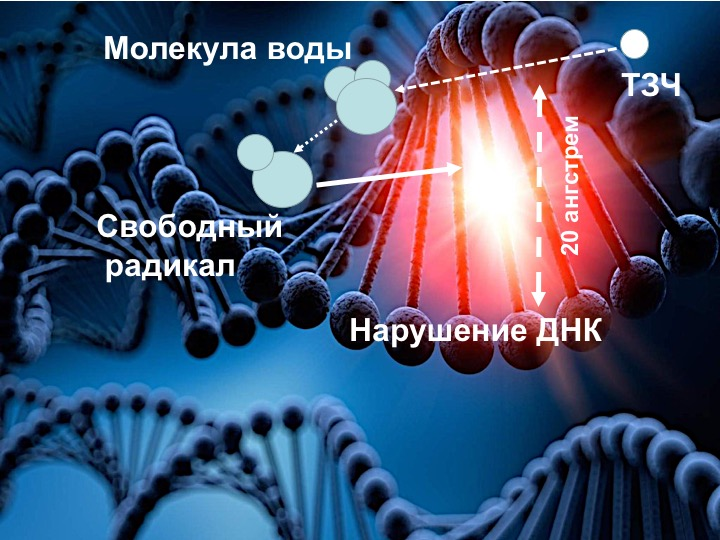 Молекула воды
ТЗЧ
20 ангстрем
Свободный
радикал
Нарушение ДНК